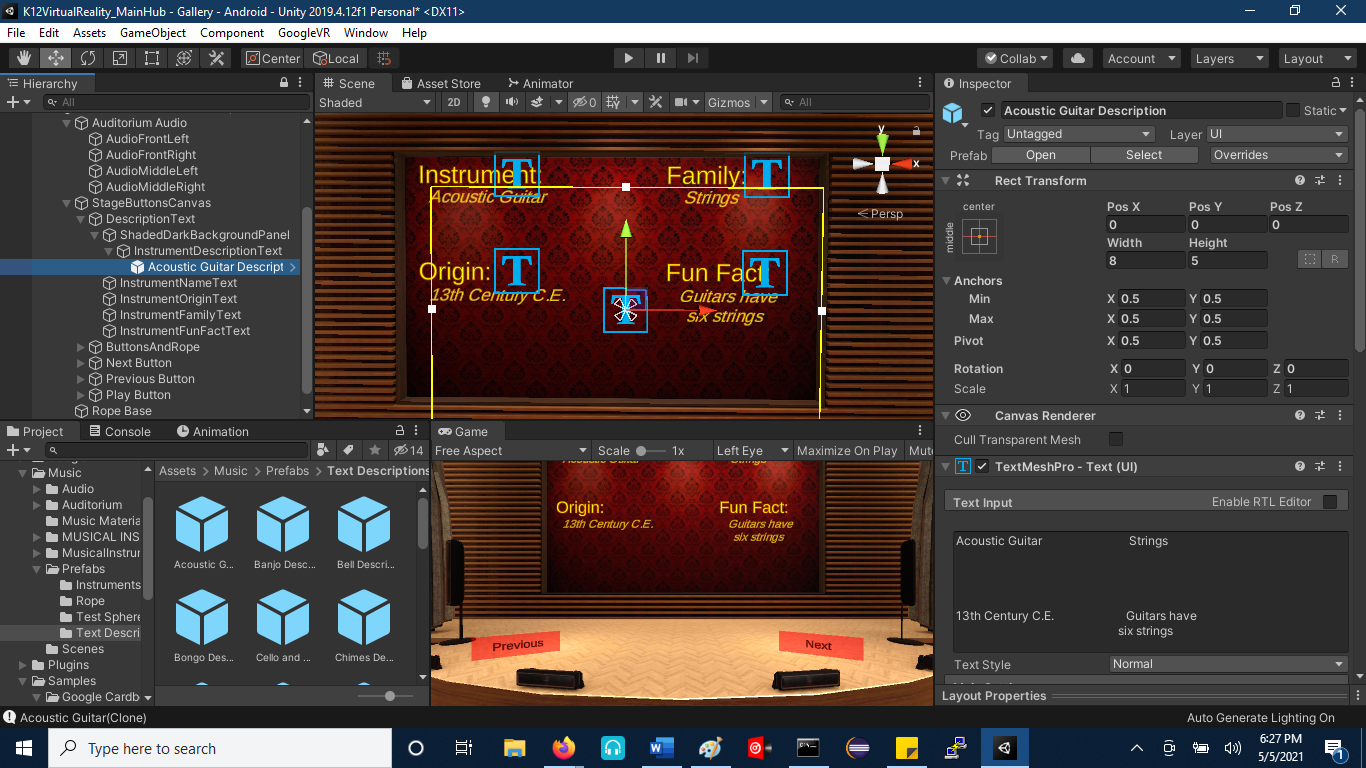 K12VirtualReality_MainHub - Gallery - Android - Unity 2019.4.12f1 Personal* <DX11>
File Edit Assets GameObject Component GoogleVR Window Help
Center Local Collab Account Layers Layout
Hierarchy
All
Auditorium Audio
AudioFrontLeft
AudioFrontRight
AudioMiddleLeft
AudioMiddleRight
StageButtonsCanvas
DescriptionText
ShadedDarkBackgroundPanel
InstrumentDescriptionText
Acoustic Guitar Descript
InstrumentNameText
InstrumentOriginText
InstrumentFamilyText
InstrumentFunFactText
ButtonsAndRope
Next Button
Previous Button
Play Button
Rope Base
Scene Asset Store Animator
Shaded 2D 0 Gizmos All
Instrument: Family:
Acoustic Guitar Strings
Origin: Fun Fact
13th Century C.E. Guitars have
six strings
y
x
Persp
Inspector
Acoustic Guitar Description Static
Tag Untagged Layer UI
Prefab Open Select Overrides
Rect Transform
center
middle
Pos X Pos Y Pos Z
0 0 0
Width Height
8 5 R
Anchors
Min X 0.5 Y 0.5
Max X 0.5 Y 0.5
Pivot X 0.5 Y 0.5
Rotation X 0 Y 0 Z 0
Scale X 1 Y 1 Z 1
Canvas Renderer
Cull Transparent Mesh
TextMeshPro - Text (UI)
Text Input Enable RTL Editor
Acoustic Guitar Strings
13th Century C.E. Guitars have
six strings
Text Style Normal
Layout Properties
Project Console Animation
14
Music
Audio
Auditorium
Music Materia
MUSICAL INS
MusicalInstrur
Prefabs
Instruments
Rope
Test Sphere
Text Descri
Scenes
Plugins
Samples
Google Cardb
Assets > Music > Prefabs > Text Descriptions
Acoustic G... Banjo Desc... Bell Descri...
Bongo Des... Cello and ... Chimes De...
Game
Free Aspect Scale 1x Left Eye Maximize On Play Mute
Acoustic Guitar Strings
Origin: Fun Fact:
13th Century C.E. Guitars have
six strings
Previous Next
Acoustic Guitar(Clone) Auto Generate Lighting On
Type here to search
6:27 PM
5/5/2021
1